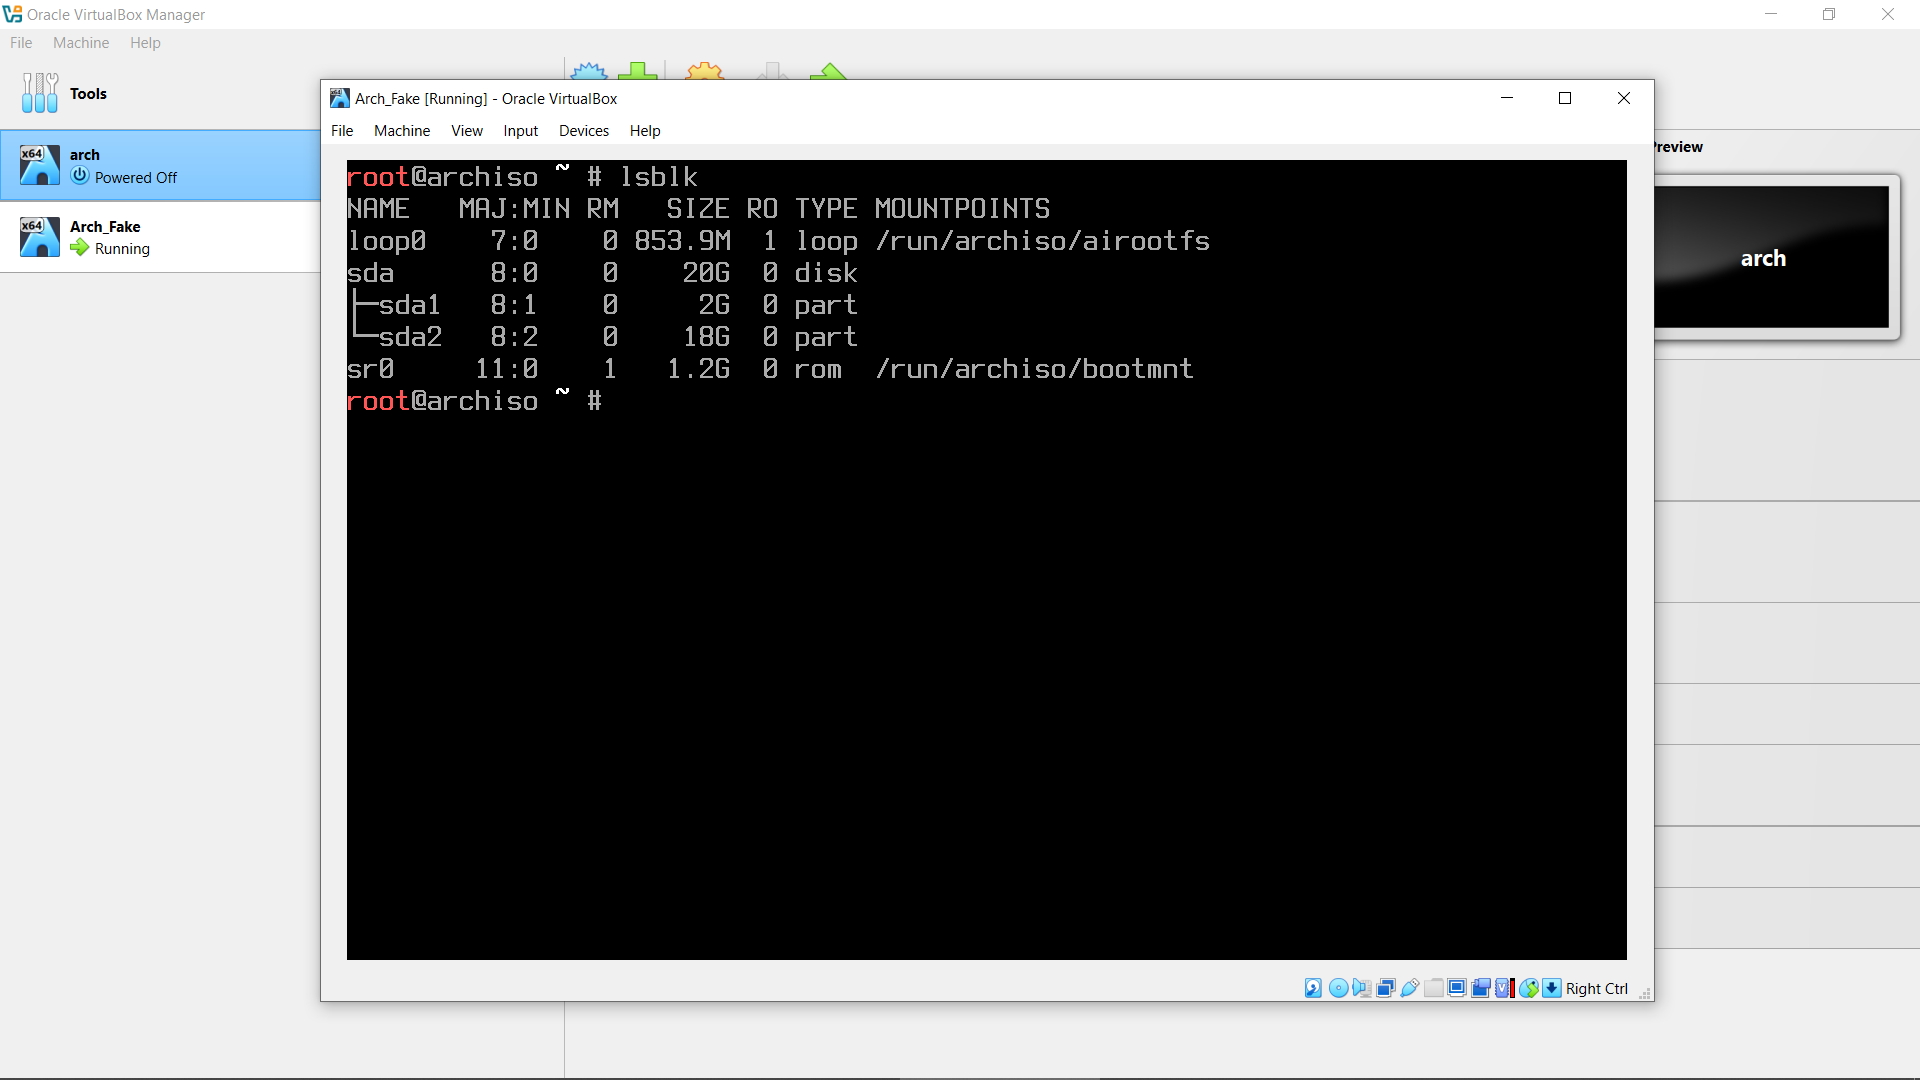 Oracle VirtualBox Manager
File Machine Help
Tools
x64 arch
Powered Off
x64 Arch_Fake
Running
Arch_Fake [Running] - Oracle VirtualBox
File Machine View Input Devices Help
root@archiso ~ # lsblk
NAME MAJ:MIN RM SIZE RO TYPE MOUNTPOINTS
loop0 7:0 0 853.9M 1 loop /run/archiso/airootfs
sda 8:0 0 20G 0 disk
├─sda1 8:1 0 2G 0 part
└─sda2 8:2 0 18G 0 part
sr0 11:0 1 1.2G 0 rom /run/archiso/bootmnt
root@archiso ~ #
Right Ctrl
Preview
arch